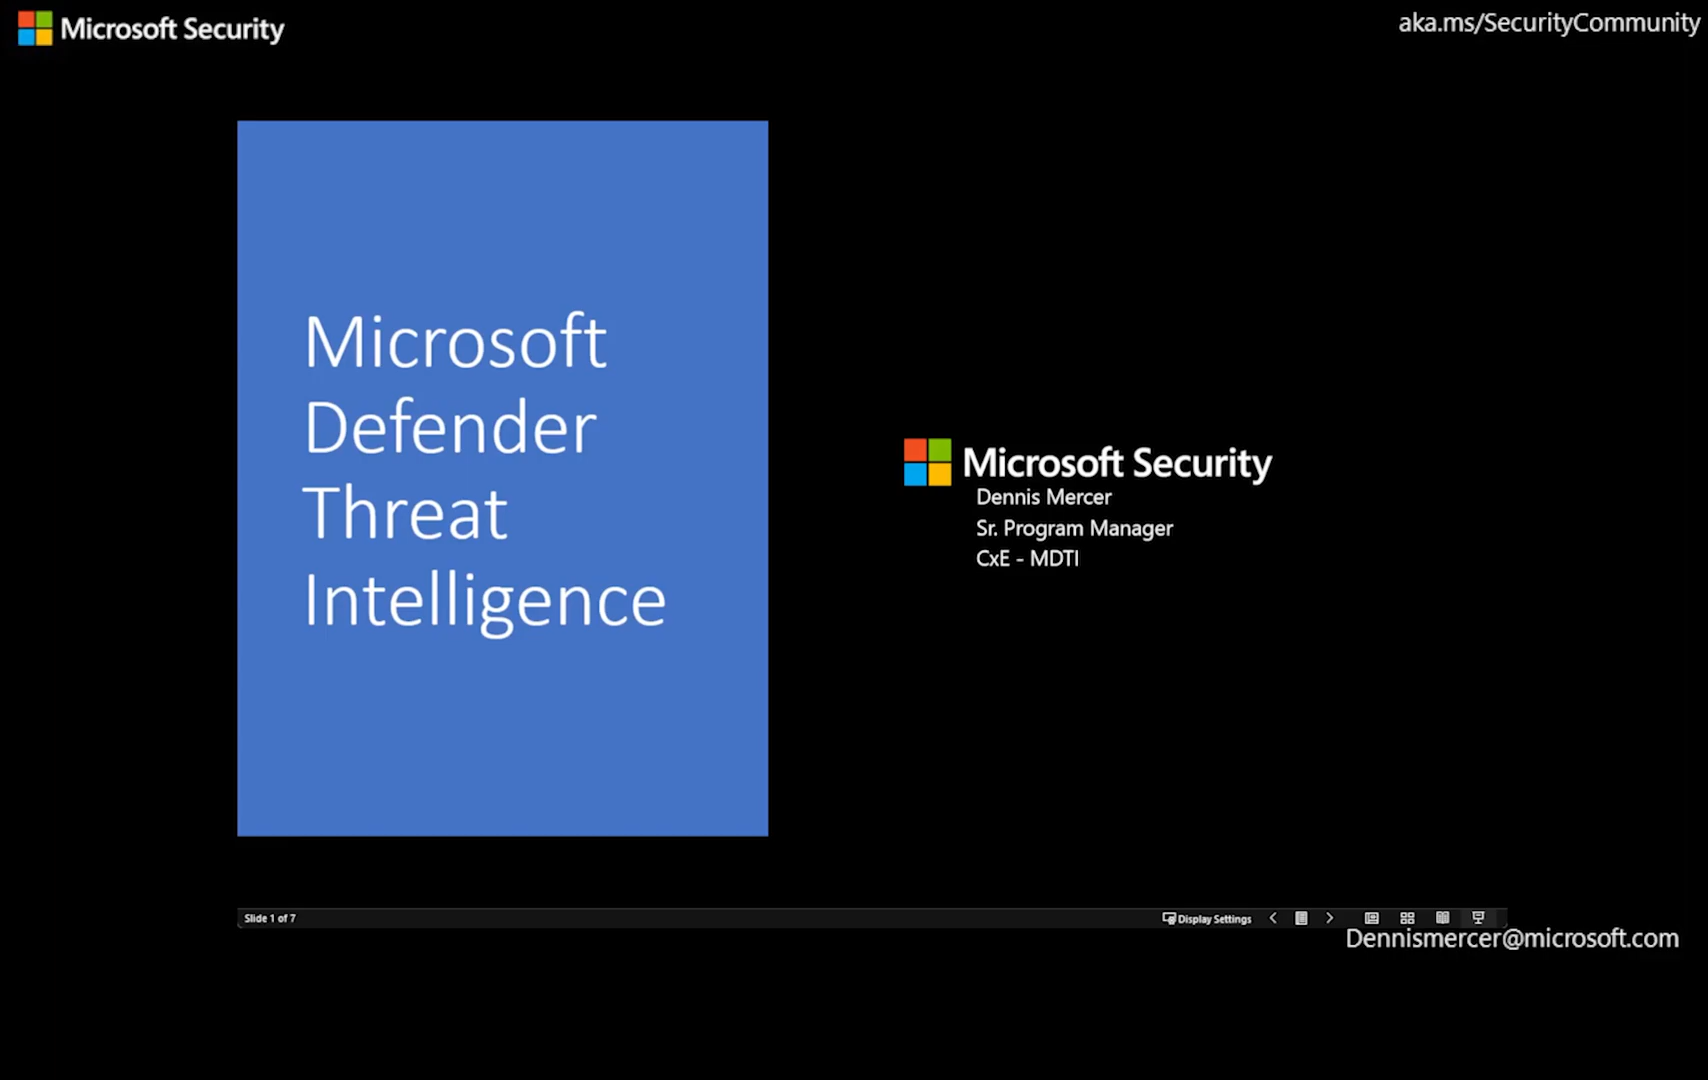 Microsoft Security
aka.ms/SecurityCommunity
Microsoft
Defender
Threat
Intelligence
Microsoft Security
Dennis Mercer
Sr. Program Manager
CxE - MDTI
Slide 1 of 7
Display Settings
Dennismercer@microsoft.com